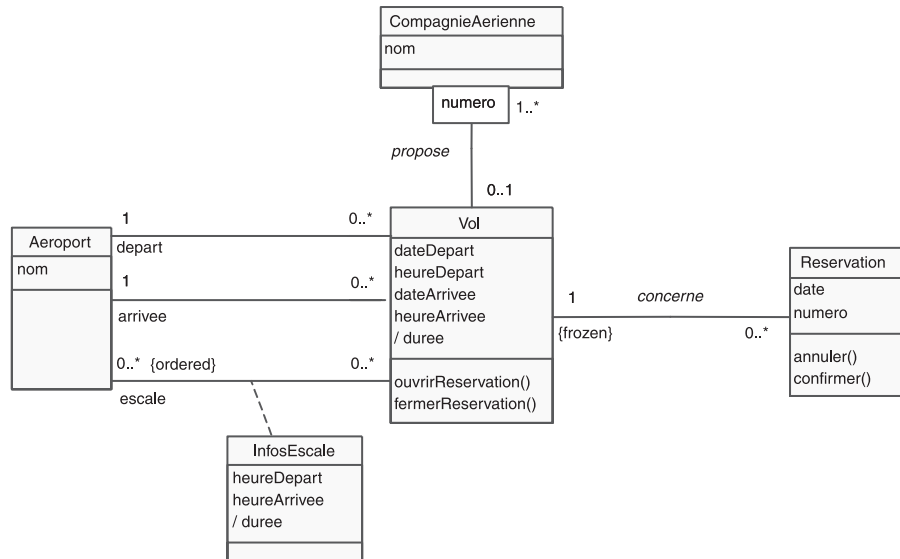 CompagnieAerienne
nom
numero
1..*
propose
0..1
1
0..*
depart
Aeroport
nom
1
0..*
arrivee
0..* {ordered}
0..*
escale
Vol
dateDepart
heureDepart
dateArrivee
heureArrivee
/ duree
ouvrirReservation()
fermerReservation()
1
concerne
{frozen}
0..*
Reservation
date
numero
annuler()
confirmer()
InfosEscale
heureDepart
heureArrivee
/ duree